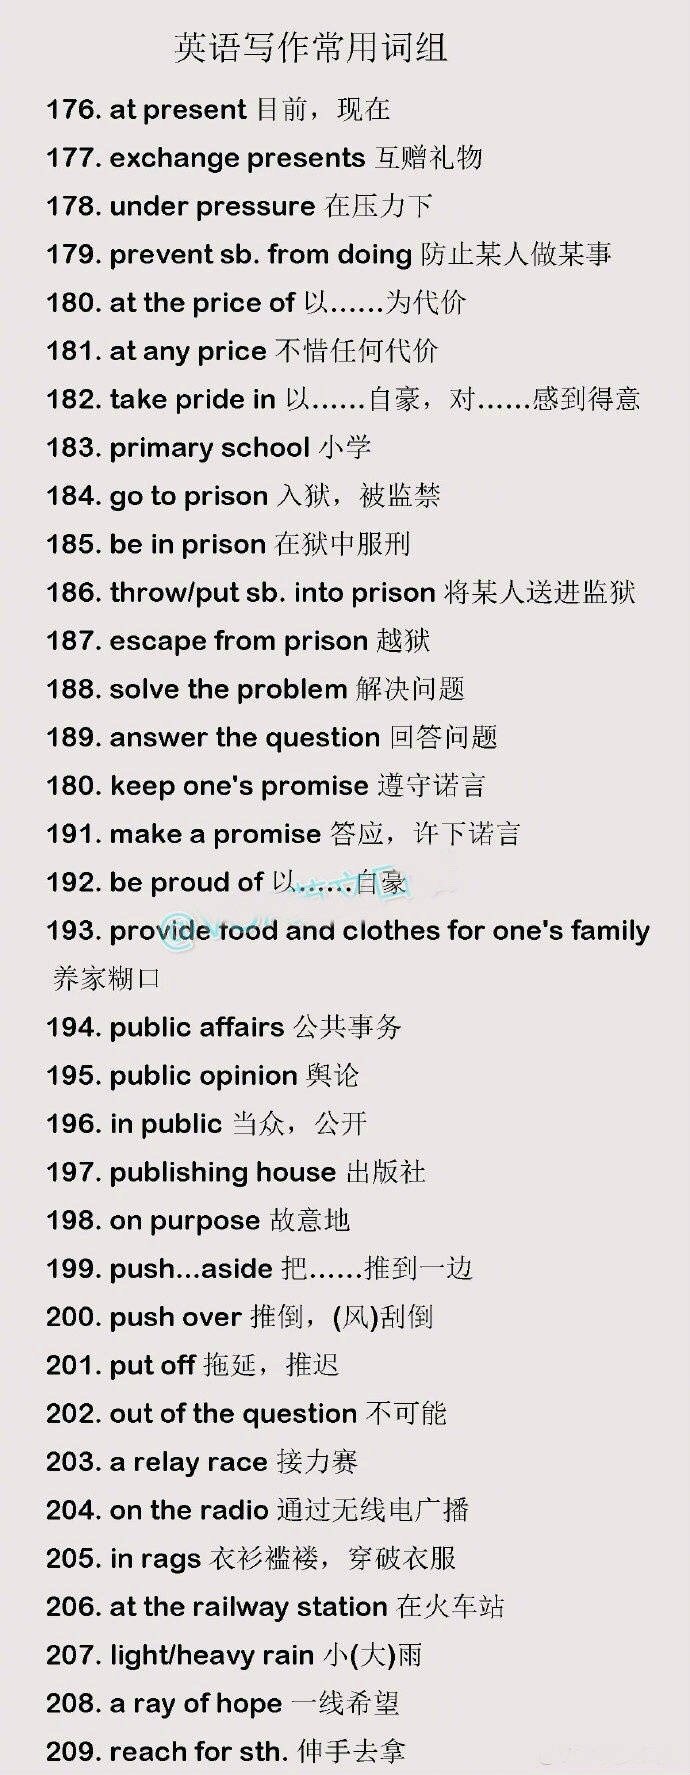 英语写作常用词组
176. at present 目前，现在
177. exchange presents 互赠礼物
178. under pressure 在压力下
179. prevent sb. from doing 防止某人做某事
180. at the price of 以……为代价
181. at any price 不惜任何代价
182. take pride in 以……自豪，对……感到得意
183. primary school 小学
184. go to prison 入狱，被监禁
185. be in prison 在狱中服刑
186. throw/put sb. into prison 将某人送进监狱
187. escape from prison 越狱
188. solve the problem 解决问题
189. answer the question 回答问题
180. keep one's promise 遵守诺言
191. make a promise 答应，许下诺言
192. be proud of 以……自豪
193. provide food and clothes for one's family
养家糊口
194. public affairs 公共事务
195. public opinion 舆论
196. in public 当众，公开
197. publishing house 出版社
198. on purpose 故意地
199. push...aside 把……推到一边
200. push over 推倒，(风)刮倒
201. put off 拖延，推迟
202. out of the question 不可能
203. a relay race 接力赛
204. on the radio 通过无线电广播
205. in rags 衣衫褴褛，穿破衣服
206. at the railway station 在火车站
207. light/heavy rain 小(大)雨
208. a ray of hope 一线希望
209. reach for sth. 伸手去拿